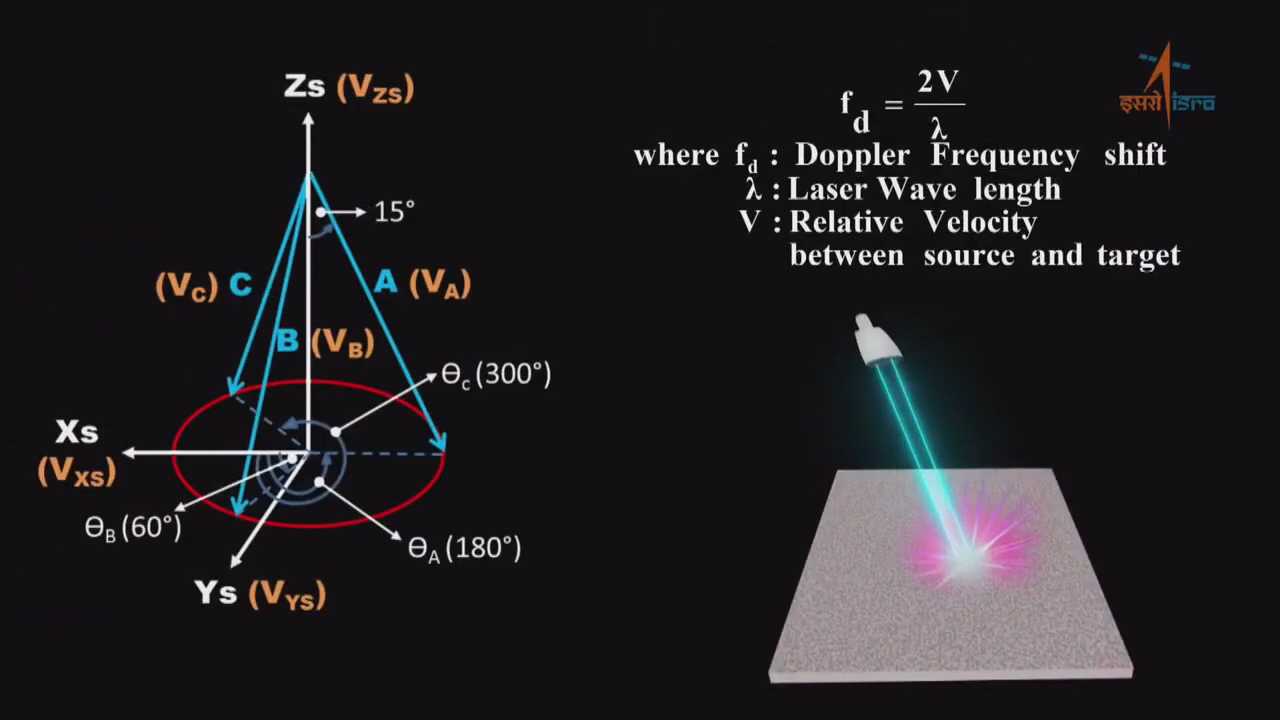 Zs (VZS)
15°
(VC) C
A (VA)
B (VB)
Θc (300°)
Xs
(VXS)
ΘB (60°)
ΘA (180°)
Ys (VYS)
fd = 2V
λ
where fd : Doppler Frequency shift
λ : Laser Wave length
V : Relative Velocity
between source and target
इसरो isro